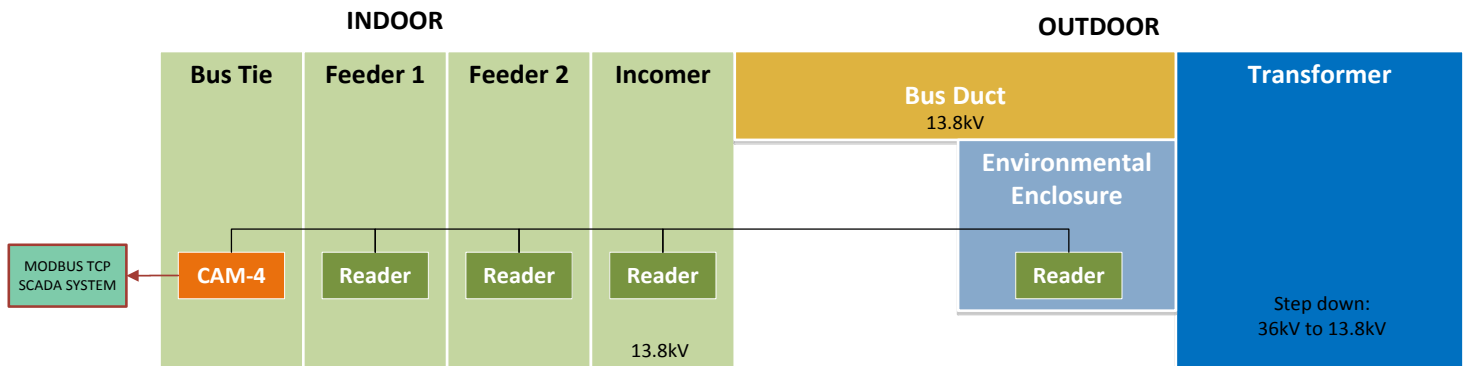 INDOOR
OUTDOOR
Bus Tie
Feeder 1
Feeder 2
Incomer
Bus Duct
13.8kV
Transformer
Environmental
Enclosure
MODBUS TCP
SCADA SYSTEM
CAM-4
Reader
Reader
Reader
Reader
Step down:
36kV to 13.8kV
13.8kV